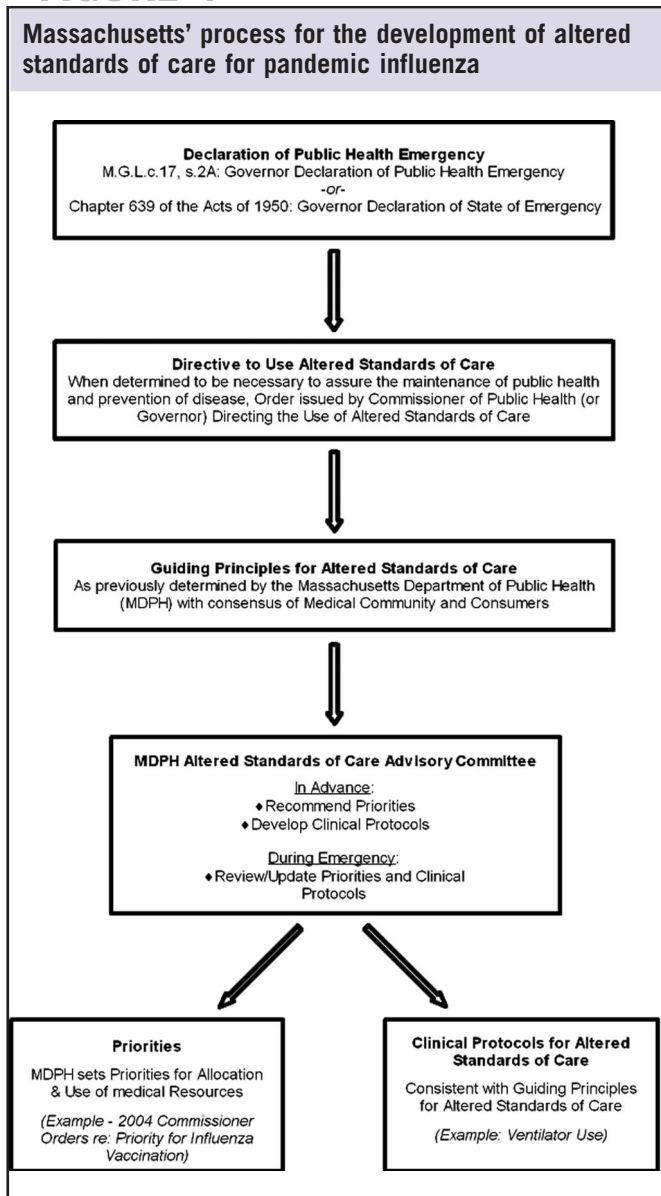 Massachusetts' process for the development of altered
standards of care for pandemic influenza
Declaration of Public Health Emergency
M.G.L.c.17, s.2A: Governor Declaration of Public Health Emergency
-or-
Chapter 639 of the Acts of 1950: Governor Declaration of State of Emergency
Directive to Use Altered Standards of Care
When determined to be necessary to assure the maintenance of public health
and prevention of disease, Order issued by Commissioner of Public Health (or
Governor) Directing the Use of Altered Standards of Care
Guiding Principles for Altered Standards of Care
As previously determined by the Massachusetts Department of Public Health
(MDPH) with consensus of Medical Community and Consumers
MDPH Altered Standards of Care Advisory Committee
In Advance:
♦ Recommend Priorities
♦ Develop Clinical Protocols
During Emergency:
♦ Review/Update Priorities and Clinical
Protocols
Priorities
MDPH sets Priorities for Allocation
& Use of medical Resources
(Example - 2004 Commissioner
Orders re: Priority for Influenza
Vaccination)
Clinical Protocols for Altered
Standards of Care
Consistent with Guiding Principles
for Altered Standards of Care
(Example: Ventilator Use)